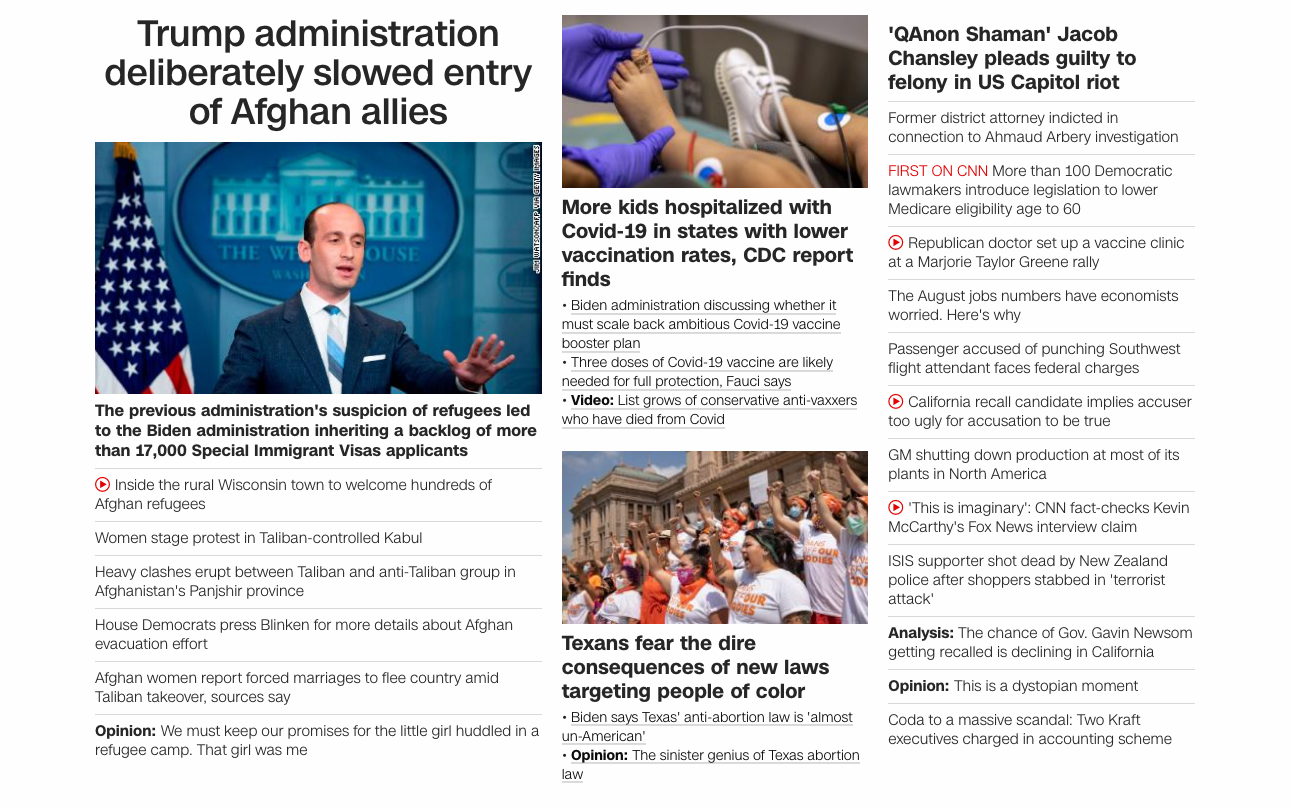 Trump administration
deliberately slowed entry
of Afghan allies
THE WHITE HOUSE
WASHINGTON
JIM WATSON/AFP VIA GETTY IMAGES
The previous administration's suspicion of refugees led
to the Biden administration inheriting a backlog of more
than 17,000 Special Immigrant Visas applicants
Inside the rural Wisconsin town to welcome hundreds of
Afghan refugees
Women stage protest in Taliban-controlled Kabul
Heavy clashes erupt between Taliban and anti-Taliban group in
Afghanistan's Panjshir province
House Democrats press Blinken for more details about Afghan
evacuation effort
Afghan women report forced marriages to flee country amid
Taliban takeover, sources say
Opinion: We must keep our promises for the little girl huddled in a
refugee camp. That girl was me
More kids hospitalized with
Covid-19 in states with lower
vaccination rates, CDC report
finds
• Biden administration discussing whether it
must scale back ambitious Covid-19 vaccine
booster plan
• Three doses of Covid-19 vaccine are likely
needed for full protection, Fauci says
• Video: List grows of conservative anti-vaxxers
who have died from Covid
BANS OFF OUR
BODIES
Texans fear the dire
consequences of new laws
targeting people of color
• Biden says Texas' anti-abortion law is 'almost
un-American'
• Opinion: The sinister genius of Texas abortion
law
'QAnon Shaman' Jacob
Chansley pleads guilty to
felony in US Capitol riot
Former district attorney indicted in
connection to Ahmaud Arbery investigation
FIRST ON CNN More than 100 Democratic
lawmakers introduce legislation to lower
Medicare eligibility age to 60
Republican doctor set up a vaccine clinic
at a Marjorie Taylor Greene rally
The August jobs numbers have economists
worried. Here's why
Passenger accused of punching Southwest
flight attendant faces federal charges
California recall candidate implies accuser
too ugly for accusation to be true
GM shutting down production at most of its
plants in North America
'This is imaginary': CNN fact-checks Kevin
McCarthy's Fox News interview claim
ISIS supporter shot dead by New Zealand
police after shoppers stabbed in 'terrorist
attack'
Analysis: The chance of Gov. Gavin Newsom
getting recalled is declining in California
Opinion: This is a dystopian moment
Coda to a massive scandal: Two Kraft
executives charged in accounting scheme